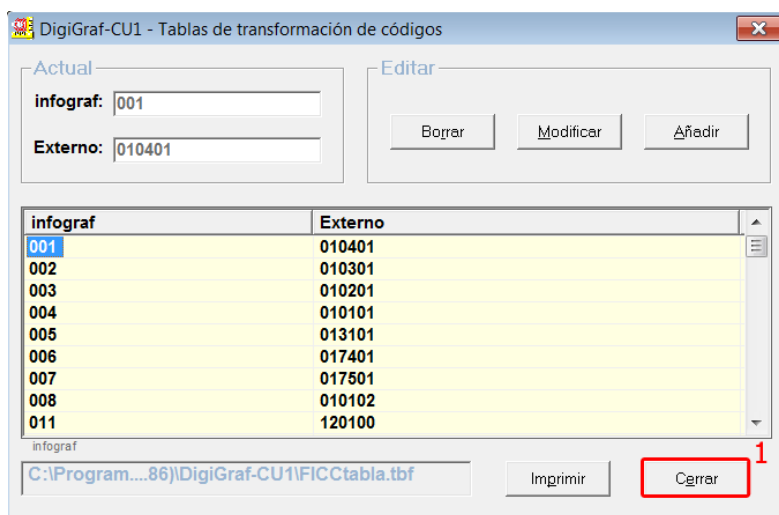 DigiGraf-CU1 - Tablas de transformación de códigos
Actual
infograf: 001
Externo: 010401
Editar
Borrar Modificar Añadir
infograf Externo
001 010401
002 010301
003 010201
004 010101
005 013101
006 017401
007 017501
008 010102
011 120100
infograf
C:\Program....86)\DigiGraf-CU1\FICCtabla.tbf
Imprimir Cerrar 1